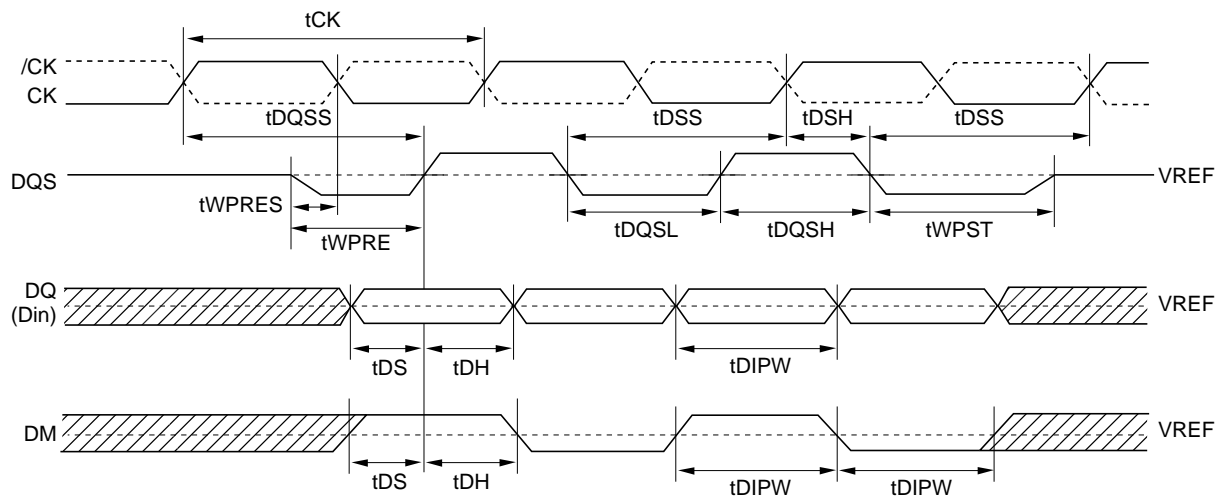 tCK
/CK
CK
tDQSS
tDSS
tDSH
tDSS
DQS
VREF
tWPRES
tWPRE
tDQSL
tDQSH
tWPST
DQ
(Din)
VREF
tDS
tDH
tDIPW
DM
VREF
tDS
tDH
tDIPW
tDIPW